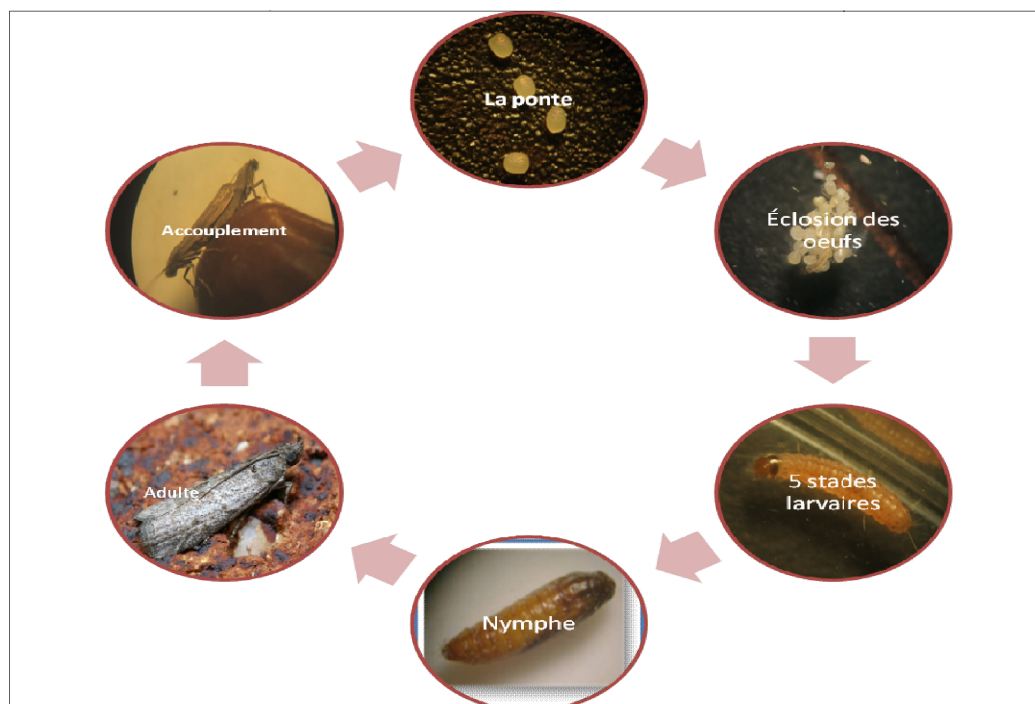 La ponte
Éclosion des
oeufs
5 stades
larvaires
Nymphe
Adulte
Accouplement